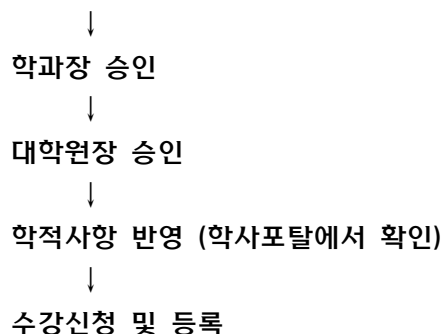 ↓
학과장 승인
↓
대학원장 승인
↓
학적사항 반영 (학사포탈에서 확인)
↓
수강신청 및 등록